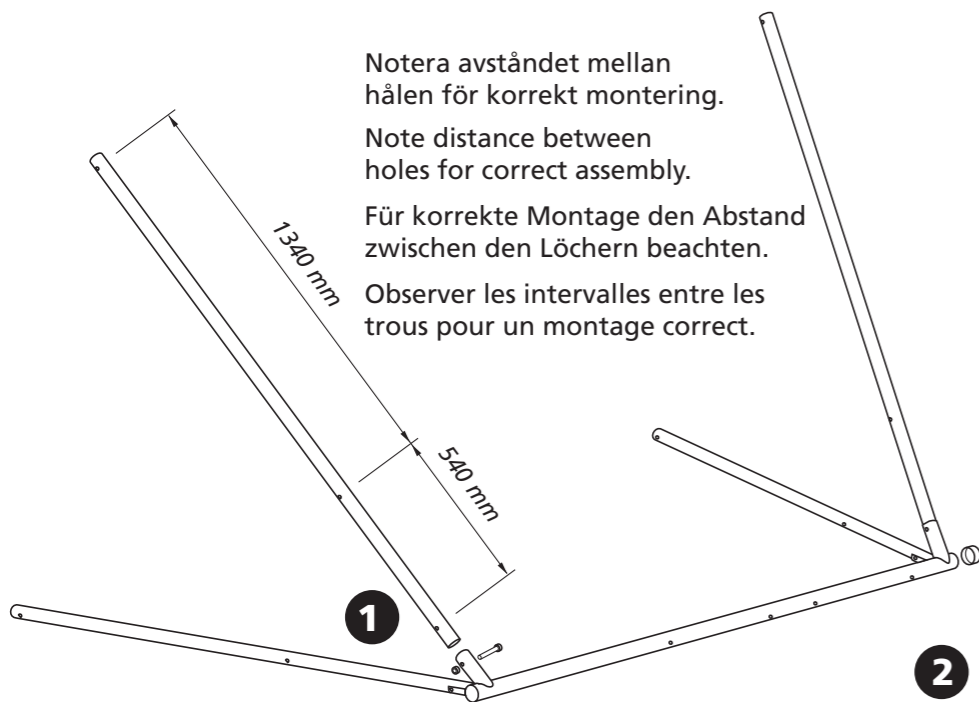 Notera avståndet mellan
hålen för korrekt montering.
Note distance between
holes for correct assembly.
Für korrekte Montage den Abstand
zwischen den Löchern beachten.
Observer les intervalles entre les
trous pour un montage correct.
1340 mm
540 mm
1
2